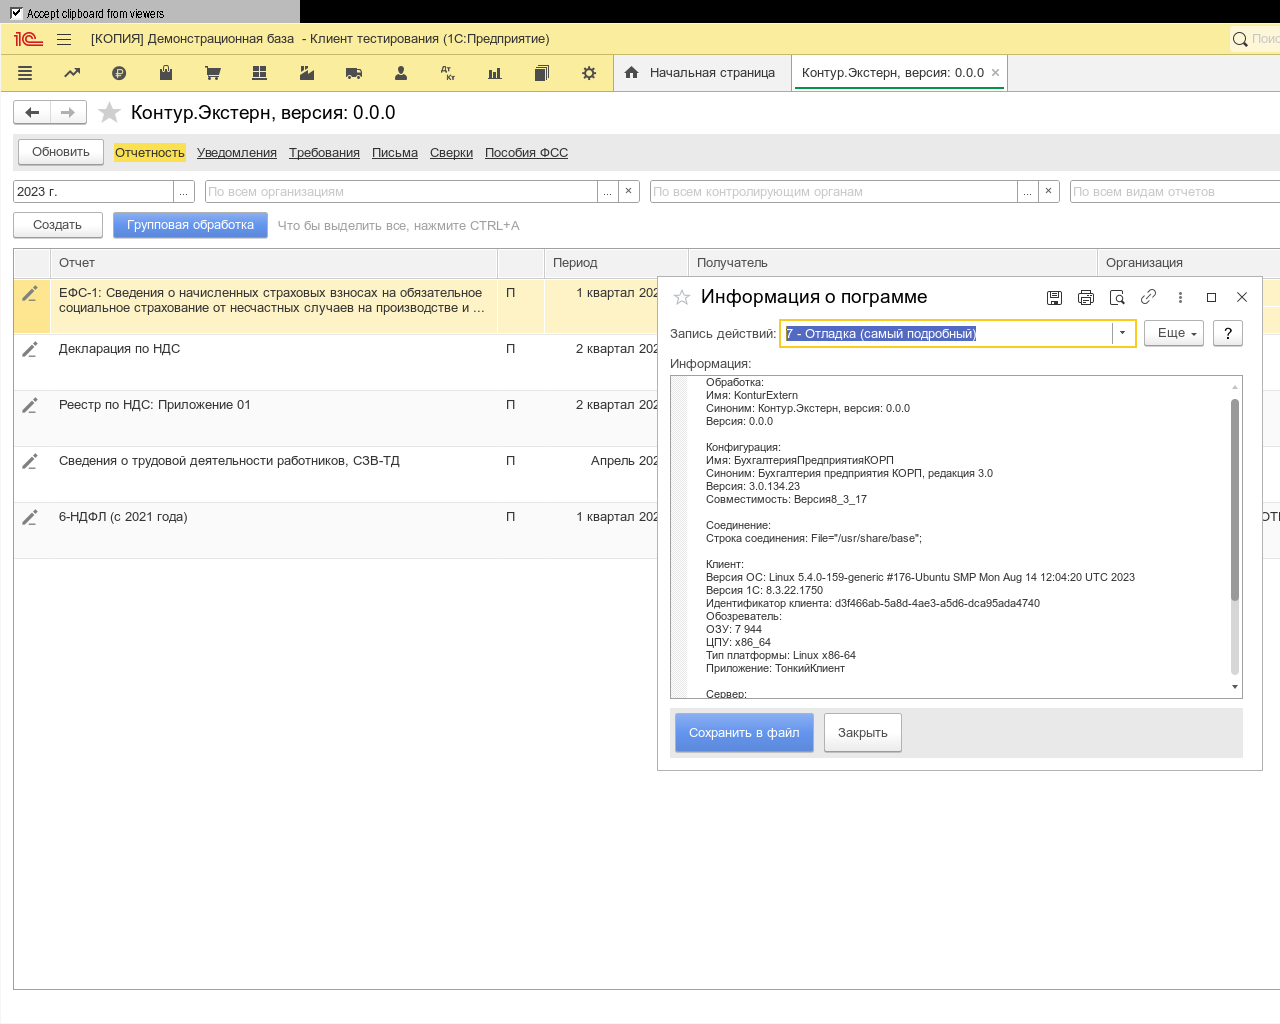 Accept clipboard from viewers
[КОПИЯ] Демонстрационная база - Клиент тестирования (1С:Предприятие)
Дт
Кт
Начальная страница
Контур.Экстерн, версия: 0.0.0
Контур.Экстерн, версия: 0.0.0
Обновить
Отчетность
Уведомления
Требования
Письма
Сверки
Пособия ФСС
2023 г.
...
По всем организациям
...
×
По всем контролирующим органам
...
×
По всем видам отчетов
Создать
Групповая обработка
Что бы выделить все, нажмите CTRL+A
Отчет
Период
Получатель
Организация
ЕФС-1: Сведения о начисленных страховых взносах на обязательное
социальное страхование от несчастных случаев на производстве и ...
П
1 квартал 202
Декларация по НДС
П
2 квартал 202
Реестр по НДС: Приложение 01
П
2 квартал 202
Сведения о трудовой деятельности работников, СЗВ-ТД
П
Апрель 202
6-НДФЛ (с 2021 года)
П
1 квартал 202
Информация о пограмме
Запись действий:
7 - Отладка (самый подробный)
Еще
?
Информация:
Обработка:
Имя: KonturExtern
Синоним: Контур.Экстерн, версия: 0.0.0
Версия: 0.0.0
Конфигурация:
Имя: БухгалтерияПредприятияКОРП
Синоним: Бухгалтерия предприятия КОРП, редакция 3.0
Версия: 3.0.134.23
Совместимость: Версия8_3_17
Соединение:
Строка соединения: File="/usr/share/base";
Клиент:
Версия ОС: Linux 5.4.0-159-generic #176-Ubuntu SMP Mon Aug 14 12:04:20 UTC 2023
Версия 1С: 8.3.22.1750
Идентификатор клиента: d3f466ab-5a8d-4ae3-a5d6-dca95ada4740
Обозреватель:
ОЗУ: 7 944
ЦПУ: x86_64
Тип платформы: Linux x86-64
Приложение: ТонкийКлиент
Сервер:
Сохранить в файл
Закрыть